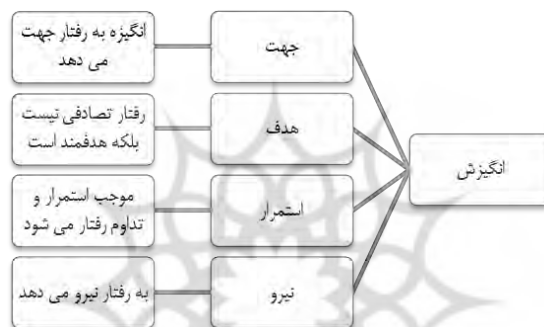 انگیزش
جهت
انگیزه به رفتار جهت
می دهد
هدف
رفتار تصادفی نیست
بلکه هدفمند است
استمرار
موجب استمرار و
تداوم رفتار می شود
نیرو
به رفتار نیرو می دهد